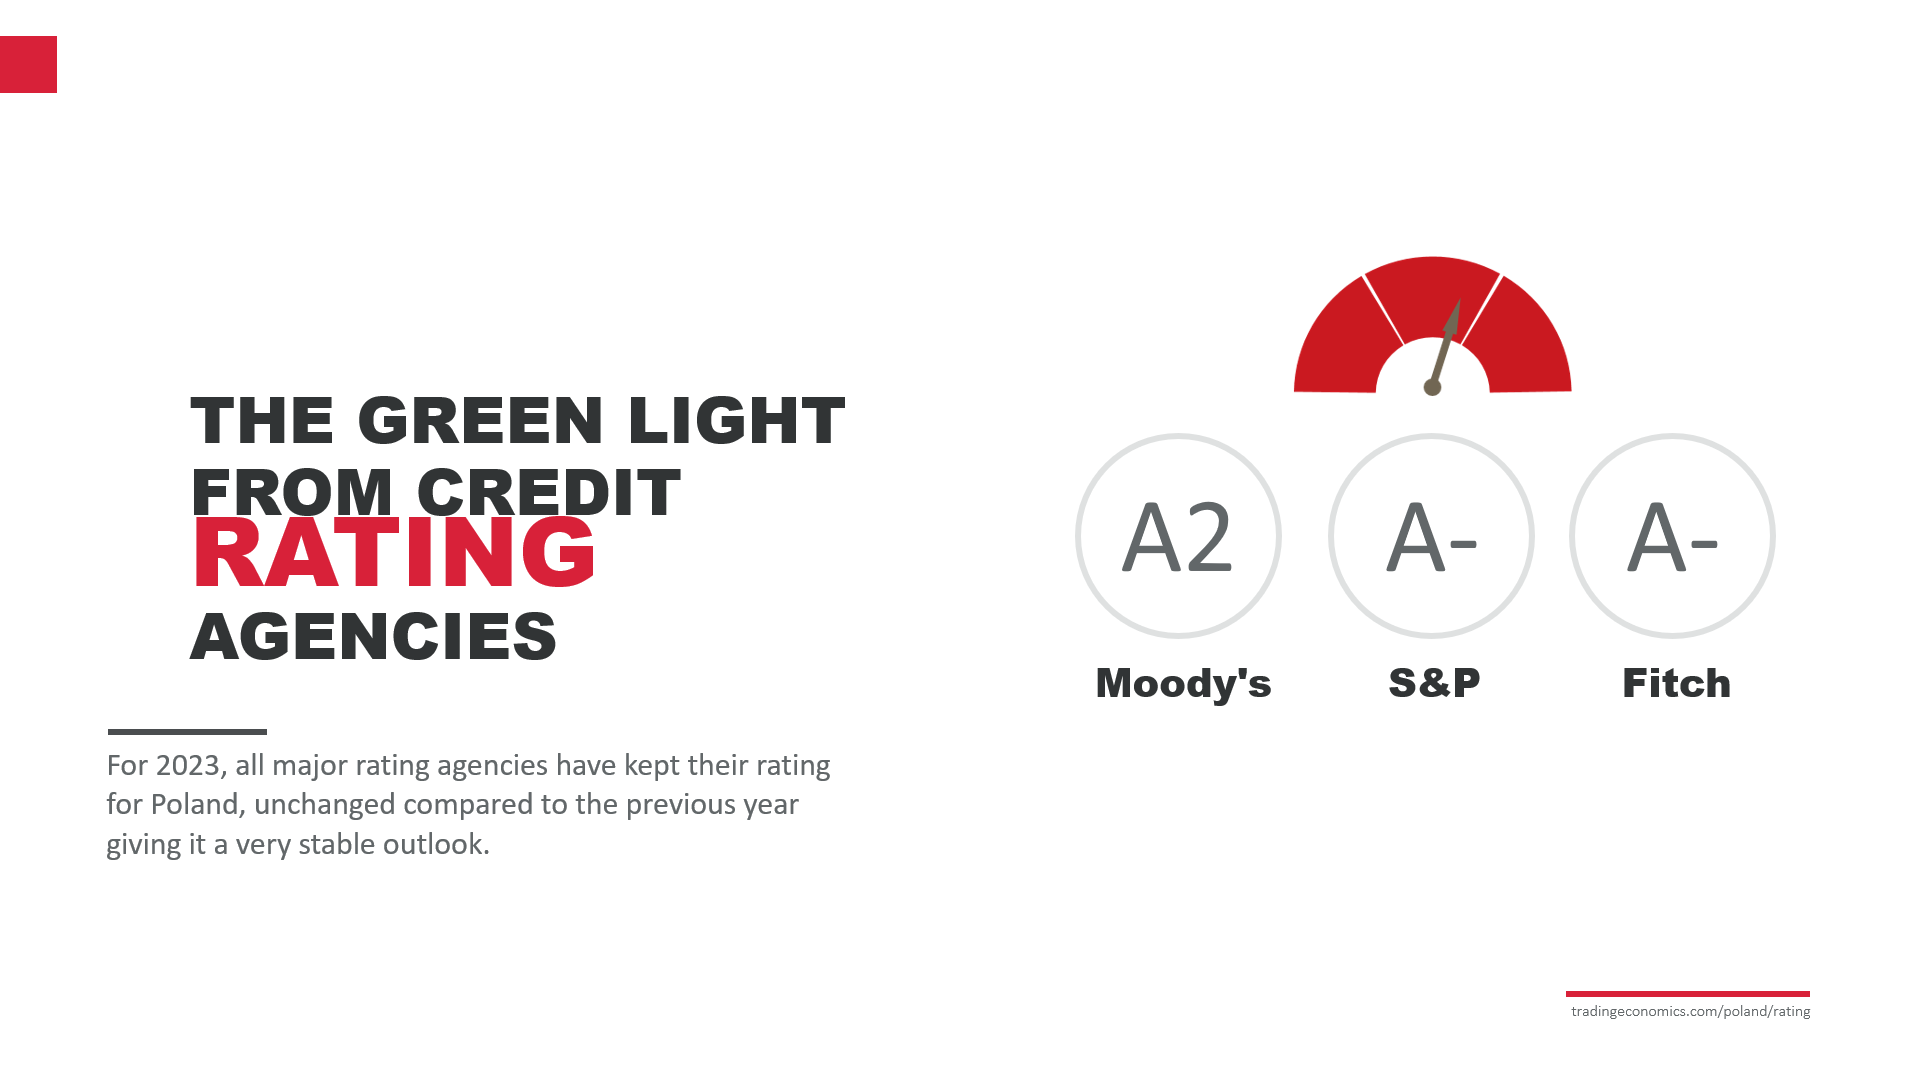 THE GREEN LIGHT
FROM CREDIT
RATING
AGENCIES
For 2023, all major rating agencies have kept their rating
for Poland, unchanged compared to the previous year
giving it a very stable outlook.
A2
A-
A-
Moody's
S&P
Fitch
tradingeconomics.com/poland/rating